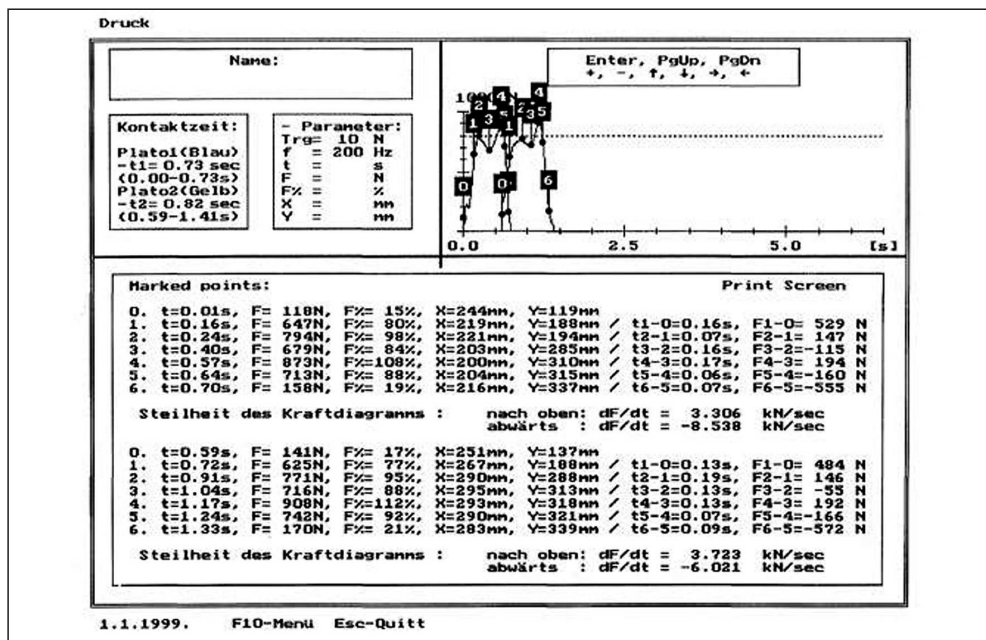 Druck
Name:
Enter, PgUp, PgDn
+, -, ↑, ↓, →, ←
Kontaktzeit:
Plato1(Blau)
-t1= 0.73 sec
(0.00-0.73s)
Plato2(Gelb)
-t2= 0.82 sec
(0.59-1.41s)
- Parameter:
Trg= 10 N
f = 200 Hz
t = s
F = N
F% = %
X = mm
Y = mm
0 1 2 3 4 5 0 1 2 3 4 5 6
0.0 2.5 5.0 [s]
Marked points: Print Screen
0. t=0.01s, F= 118N, F%= 15%, X=244mm, Y=119mm
1. t=0.16s, F= 647N, F%= 80%, X=219mm, Y=188mm / t1-0=0.16s, F1-0= 529 N
2. t=0.24s, F= 794N, F%= 98%, X=221mm, Y=194mm / t2-1=0.07s, F2-1= 147 N
3. t=0.40s, F= 679N, F%= 84%, X=203mm, Y=285mm / t3-2=0.16s, F3-2=-115 N
4. t=0.57s, F= 873N, F%=108%, X=200mm, Y=310mm / t4-3=0.17s, F4-3= 194 N
5. t=0.64s, F= 713N, F%= 88%, X=204mm, Y=315mm / t5-4=0.06s, F5-4=-160 N
6. t=0.70s, F= 158N, F%= 19%, X=216mm, Y=337mm / t6-5=0.07s, F6-5=-555 N
Steilheit des Kraftdiagramms : nach oben: dF/dt = 3.306 kN/sec
abwärts : dF/dt = -8.538 kN/sec
0. t=0.59s, F= 141N, F%= 17%, X=251mm, Y=137mm
1. t=0.72s, F= 625N, F%= 77%, X=267mm, Y=188mm / t1-0=0.13s, F1-0= 484 N
2. t=0.91s, F= 771N, F%= 95%, X=290mm, Y=288mm / t2-1=0.19s, F2-1= 146 N
3. t=1.04s, F= 716N, F%= 88%, X=295mm, Y=313mm / t3-2=0.13s, F3-2= -55 N
4. t=1.17s, F= 908N, F%=112%, X=293mm, Y=318mm / t4-3=0.13s, F4-3= 192 N
5. t=1.24s, F= 742N, F%= 92%, X=290mm, Y=321mm / t5-4=0.07s, F5-4=-166 N
6. t=1.33s, F= 170N, F%= 21%, X=283mm, Y=339mm / t6-5=0.09s, F6-5=-572 N
Steilheit des Kraftdiagramms : nach oben: dF/dt = 3.723 kN/sec
abwärts : dF/dt = -6.021 kN/sec
1.1.1999. F10-Menü Esc-Quitt